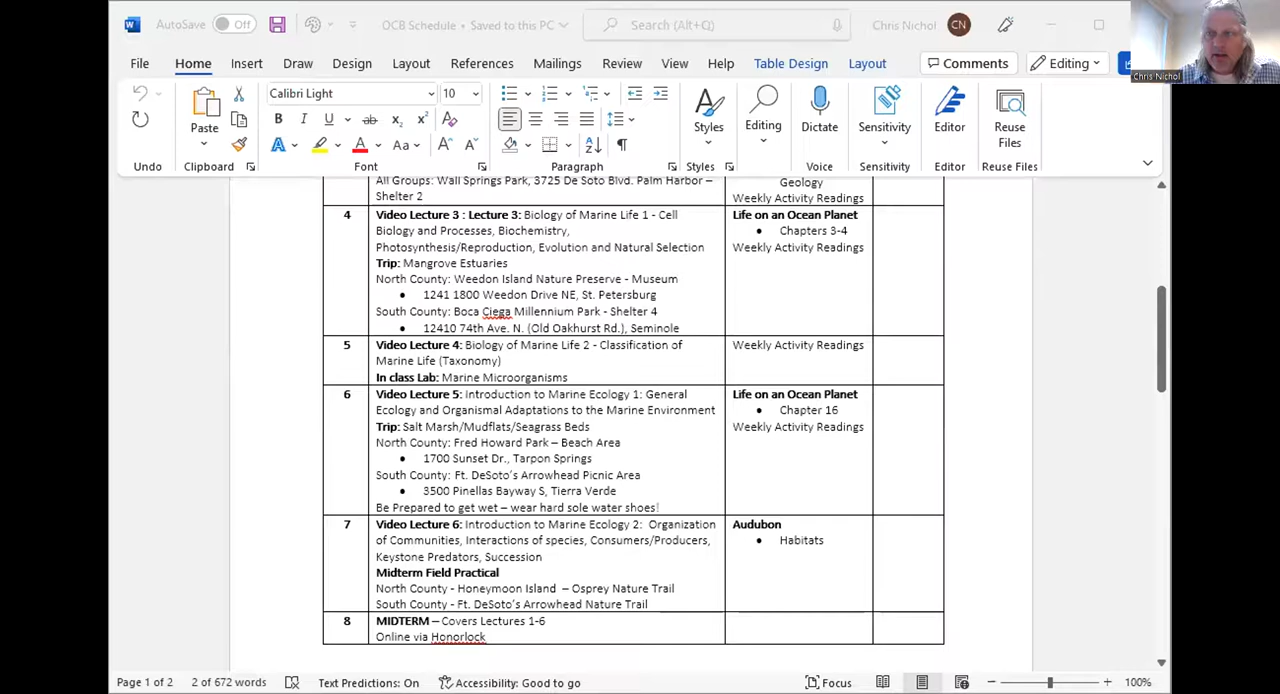 AutoSave Off OCB Schedule • Saved to this PC Search (Alt+Q) Chris Nichol CN
File Home Insert Draw Design Layout References Mailings Review View Help Table Design Layout Comments Editing
Chris Nichol
Calibri Light 10
Paste Styles Editing Dictate Sensitivity Editor Reuse Files
Undo Clipboard Font Paragraph Styles Voice Sensitivity Editor Reuse Files
All Groups: Wall Springs Park, 3725 De Soto Blvd. Palm Harbor –
Shelter 2
Geology
Weekly Activity Readings
4
Video Lecture 3 : Lecture 3: Biology of Marine Life 1 - Cell
Biology and Processes, Biochemistry,
Photosynthesis/Reproduction, Evolution and Natural Selection
Trip: Mangrove Estuaries
North County: Weedon Island Nature Preserve - Museum
• 1241 1800 Weedon Drive NE, St. Petersburg
South County: Boca Ciega Millennium Park - Shelter 4
• 12410 74th Ave. N. (Old Oakhurst Rd.), Seminole
Life on an Ocean Planet
• Chapters 3-4
Weekly Activity Readings
5
Video Lecture 4: Biology of Marine Life 2 - Classification of
Marine Life (Taxonomy)
In class Lab: Marine Microorganisms
Weekly Activity Readings
6
Video Lecture 5: Introduction to Marine Ecology 1: General
Ecology and Organismal Adaptations to the Marine Environment
Trip: Salt Marsh/Mudflats/Seagrass Beds
North County: Fred Howard Park – Beach Area
• 1700 Sunset Dr., Tarpon Springs
South County: Ft. DeSoto's Arrowhead Picnic Area
• 3500 Pinellas Bayway S, Tierra Verde
Be Prepared to get wet – wear hard sole water shoes!
Life on an Ocean Planet
• Chapter 16
Weekly Activity Readings
7
Video Lecture 6: Introduction to Marine Ecology 2: Organization
of Communities, Interactions of species, Consumers/Producers,
Keystone Predators, Succession
Midterm Field Practical
North County - Honeymoon Island – Osprey Nature Trail
South County - Ft. DeSoto's Arrowhead Nature Trail
Audubon
• Habitats
8
MIDTERM – Covers Lectures 1-6
Online via Honorlock
Page 1 of 2 2 of 672 words Text Predictions: On Accessibility: Good to go Focus 100%